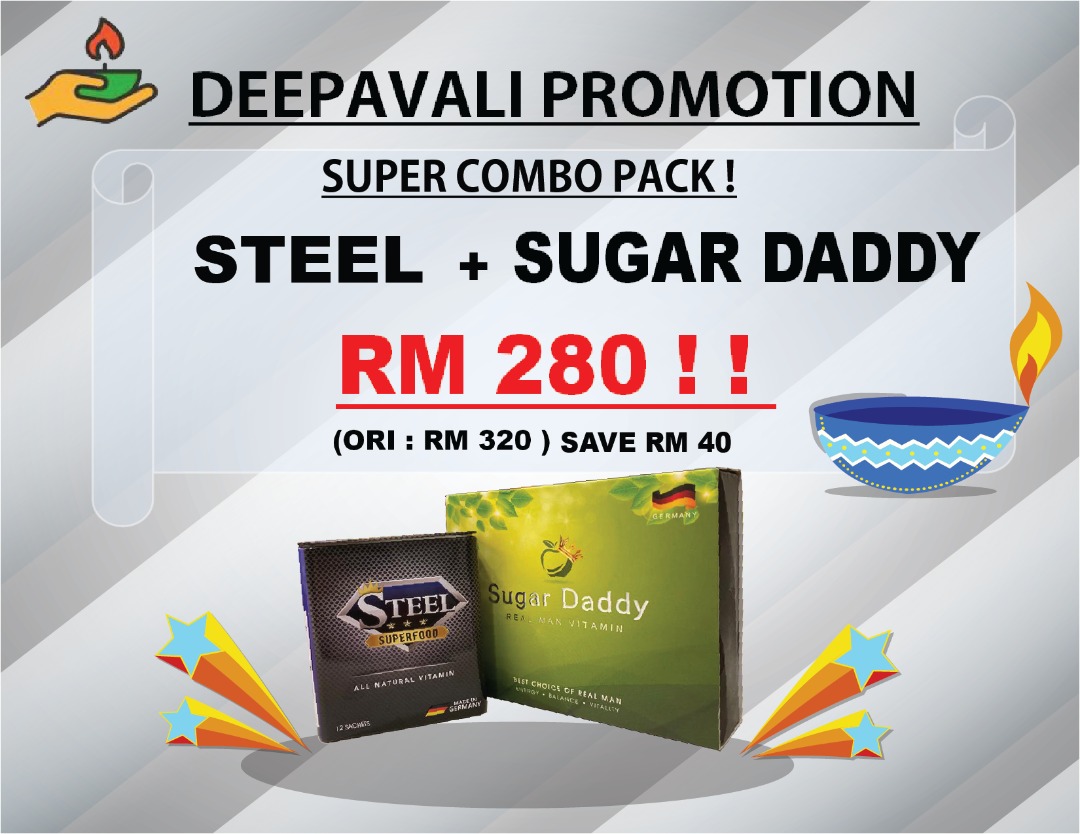 DEEPAVALI PROMOTION
SUPER COMBO PACK !
STEEL + SUGAR DADDY
RM 280 ! !
(ORI : RM 320 ) SAVE RM 40
GERMANY
Sugar Daddy
REAL MAN VITAMIN
BEST CHOICE OF REAL MAN
ENERGY • BALANCE • VITALITY
STEEL
SUPERFOOD
ALL NATURAL VITAMIN
MADE IN
GERMANY
12 SACHETS